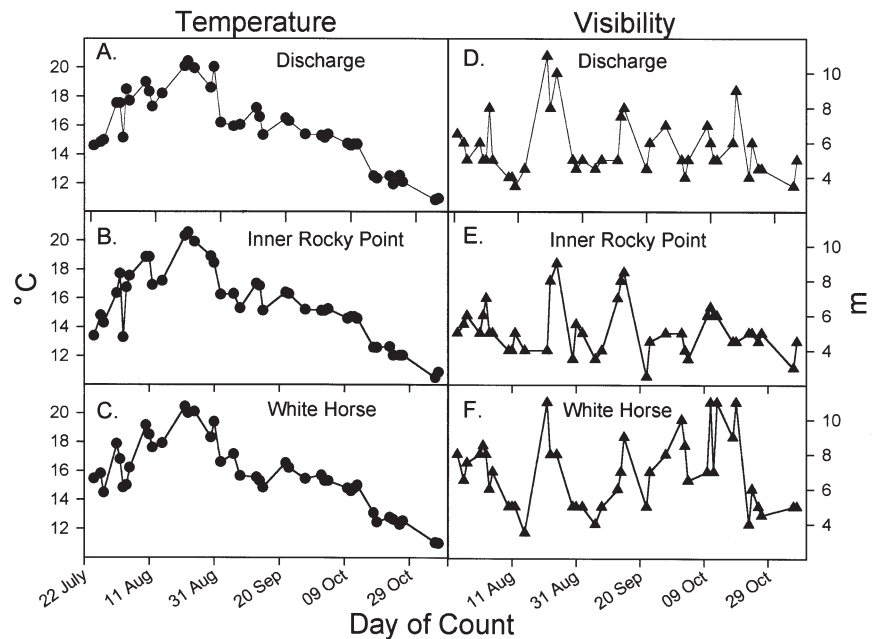 Temperature Visibility
A. Discharge D. Discharge
20 18 16 14 12
10 8 6 4
B. Inner Rocky Point E. Inner Rocky Point
20 18 16 14 12
10 8 6 4
°C
m
C. White Horse F. White Horse
20 18 16 14 12
10 8 6 4
22 July 11 Aug 31 Aug 20 Sep 09 Oct 29 Oct 11 Aug 31 Aug 20 Sep 09 Oct 29 Oct
Day of Count